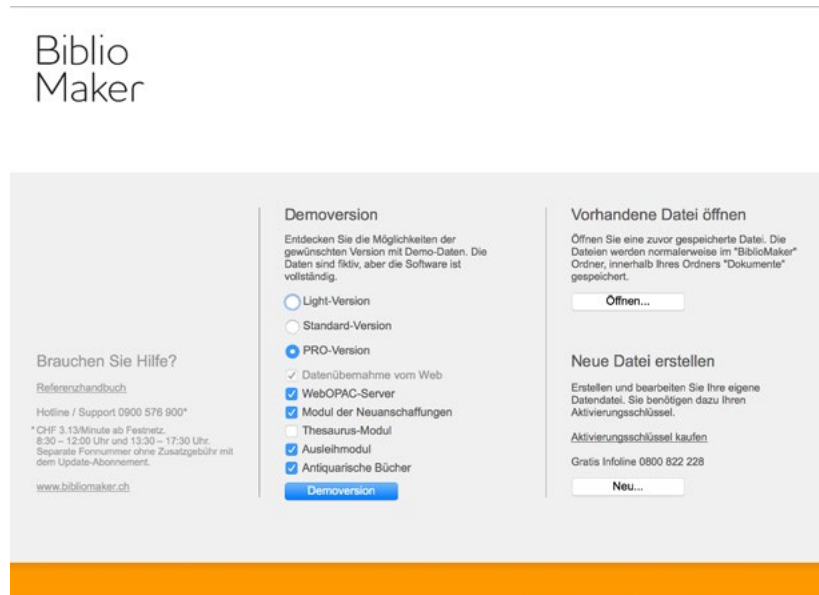 Biblio
Maker
Brauchen Sie Hilfe?
Referenzhandbuch
Hotline / Support 0900 576 900*
* CHF 3.13/Minute ab Festnetz.
8:30 – 12:00 Uhr und 13:30 – 17:30 Uhr.
Separate Fonnummer ohne Zusatzgebühr mit
dem Update-Abonnement.
www.bibliomaker.ch
Demoversion
Entdecken Sie die Möglichkeiten der
gewünschten Version mit Demo-Daten. Die
Daten sind fiktiv, aber die Software ist
vollständig.
Light-Version
Standard-Version
PRO-Version
Datenübernahme vom Web
WebOPAC-Server
Modul der Neuanschaffungen
Thesaurus-Modul
Ausleihmodul
Antiquarische Bücher
Demoversion
Vorhandene Datei öffnen
Öffnen Sie eine zuvor gespeicherte Datei. Die
Dateien werden normalerweise im "BiblioMaker"
Ordner, innerhalb Ihres Ordners "Dokumente"
gespeichert.
Öffnen...
Neue Datei erstellen
Erstellen und bearbeiten Sie Ihre eigene
Datendatei. Sie benötigen dazu Ihren
Aktivierungsschlüssel.
Aktivierungsschlüssel kaufen
Gratis Infoline 0800 822 228
Neu...